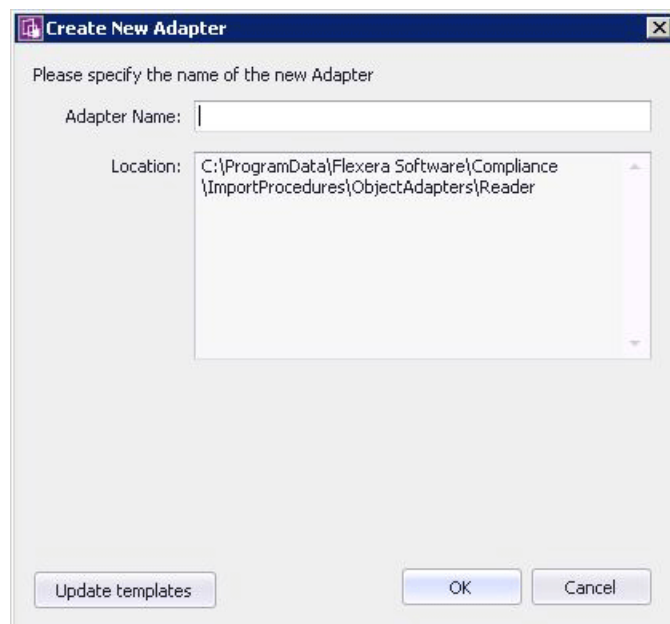 Create New Adapter
Please specify the name of the new Adapter
Adapter Name:
Location: C:\ProgramData\Flexera Software\Compliance
\ImportProcedures\ObjectAdapters\Reader
Update templates OK Cancel